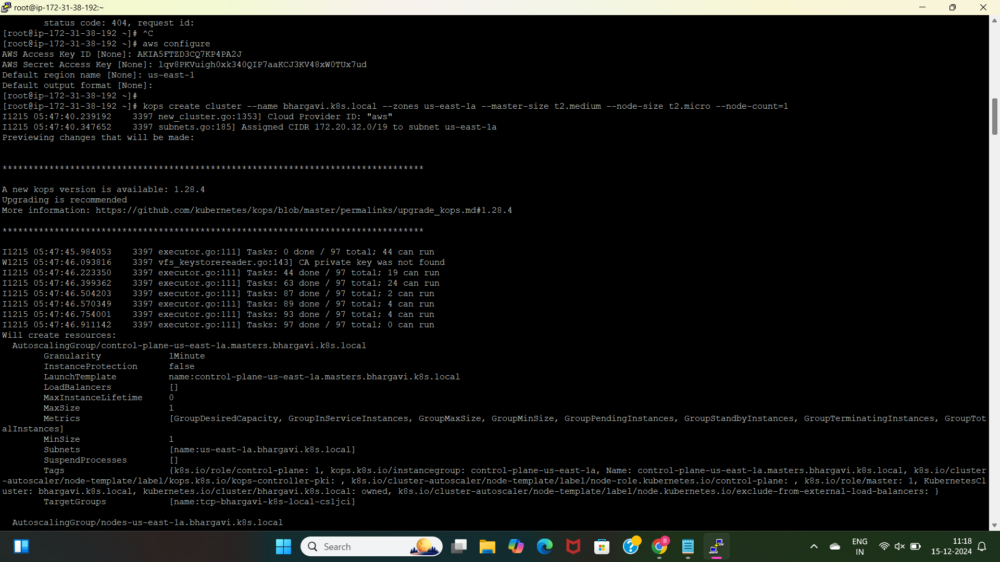 root@ip-172-31-38-192:~
status code: 404, request id:
[root@ip-172-31-38-192 ~]# ^C
[root@ip-172-31-38-192 ~]# aws configure
AWS Access Key ID [None]: AKIA5FTZD3CQ7KP4PA2J
AWS Secret Access Key [None]:
Default region name [None]: us-east-1
Default output format [None]:
[root@ip-172-31-38-192 ~]#
[root@ip-172-31-38-192 ~]# kops create cluster --name bhargavi.k8s.local --zones us-east-1a --master-size t2.medium --node-size t2.micro --node-count=1
I1215 05:47:40.239192    3397 new_cluster.go:1353] Cloud Provider ID: "aws"
I1215 05:47:40.347652    3397 subnets.go:185] Assigned CIDR 172.20.32.0/19 to subnet us-east-1a
Previewing changes that will be made:
*********************************************************************************
A new kops version is available: 1.28.4
Upgrading is recommended
More information: https://github.com/kubernetes/kops/blob/master/permalinks/upgrade_kops.md#1.28.4
*********************************************************************************
I1215 05:47:45.984053    3397 executor.go:111] Tasks: 0 done / 97 total; 44 can run
W1215 05:47:46.093816    3397 vfs_keystorereader.go:143] CA private key was not found
I1215 05:47:46.223350    3397 executor.go:111] Tasks: 44 done / 97 total; 19 can run
I1215 05:47:46.399362    3397 executor.go:111] Tasks: 63 done / 97 total; 24 can run
I1215 05:47:46.504203    3397 executor.go:111] Tasks: 87 done / 97 total; 2 can run
I1215 05:47:46.570349    3397 executor.go:111] Tasks: 89 done / 97 total; 4 can run
I1215 05:47:46.754001    3397 executor.go:111] Tasks: 93 done / 97 total; 4 can run
I1215 05:47:46.911142    3397 executor.go:111] Tasks: 97 done / 97 total; 0 can run
Will create resources:
AutoscalingGroup/control-plane-us-east-1a.masters.bhargavi.k8s.local
Granularity 1Minute
InstanceProtection false
LaunchTemplate name:control-plane-us-east-1a.masters.bhargavi.k8s.local
LoadBalancers []
MaxInstanceLifetime 0
MaxSize 1
Metrics [GroupDesiredCapacity, GroupInServiceInstances, GroupMaxSize, GroupMinSize, GroupPendingInstances, GroupStandbyInstances, GroupTerminatingInstances, GroupTot
alInstances]
MinSize 1
Subnets [name:us-east-1a.bhargavi.k8s.local]
SuspendProcesses []
Tags {k8s.io/role/control-plane: 1, kops.k8s.io/instancegroup: control-plane-us-east-1a, Name: control-plane-us-east-1a.masters.bhargavi.k8s.local, k8s.io/cluster
-autoscaler/node-template/label/kops.k8s.io/kops-controller-pki: , k8s.io/cluster-autoscaler/node-template/label/node-role.kubernetes.io/control-plane: , k8s.io/role/master: 1, KubernetesCl
uster: bhargavi.k8s.local, kubernetes.io/cluster/bhargavi.k8s.local: owned, k8s.io/cluster-autoscaler/node-template/label/node.kubernetes.io/exclude-from-external-load-balancers: }
TargetGroups [name:tcp-bhargavi-k8s-local-cs1jci]
AutoscalingGroup/nodes-us-east-1a.bhargavi.k8s.local
Search
B
ENG
IN
11:18
15-12-2024